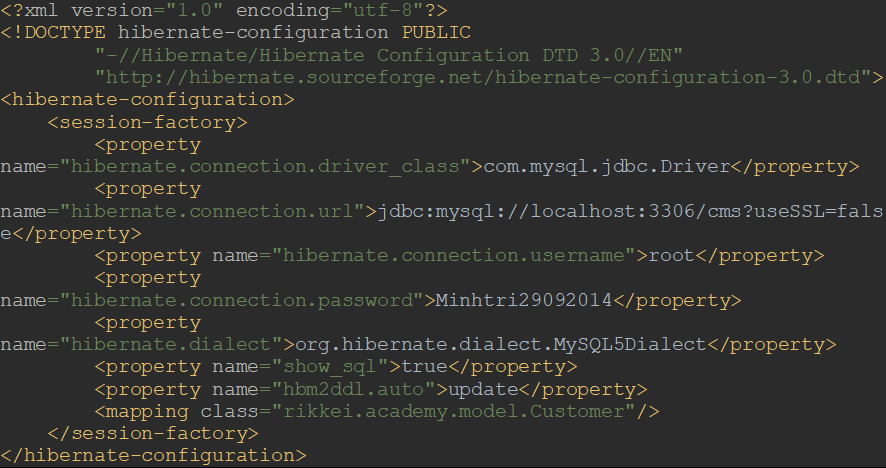 <?xml version="1.0" encoding="utf-8"?>
<!DOCTYPE hibernate-configuration PUBLIC
        "-//Hibernate/Hibernate Configuration DTD 3.0//EN"
        "http://hibernate.sourceforge.net/hibernate-configuration-3.0.dtd">
<hibernate-configuration>
    <session-factory>
        <property
name="hibernate.connection.driver_class">com.mysql.jdbc.Driver</property>
        <property
name="hibernate.connection.url">jdbc:mysql://localhost:3306/cms?useSSL=fals
e</property>
        <property name="hibernate.connection.username">root</property>
        <property
name="hibernate.connection.password">Minhtri29092014</property>
        <property
name="hibernate.dialect">org.hibernate.dialect.MySQL5Dialect</property>
        <property name="show_sql">true</property>
        <property name="hbm2ddl.auto">update</property>
        <mapping class="rikkei.academy.model.Customer"/>
    </session-factory>
</hibernate-configuration>